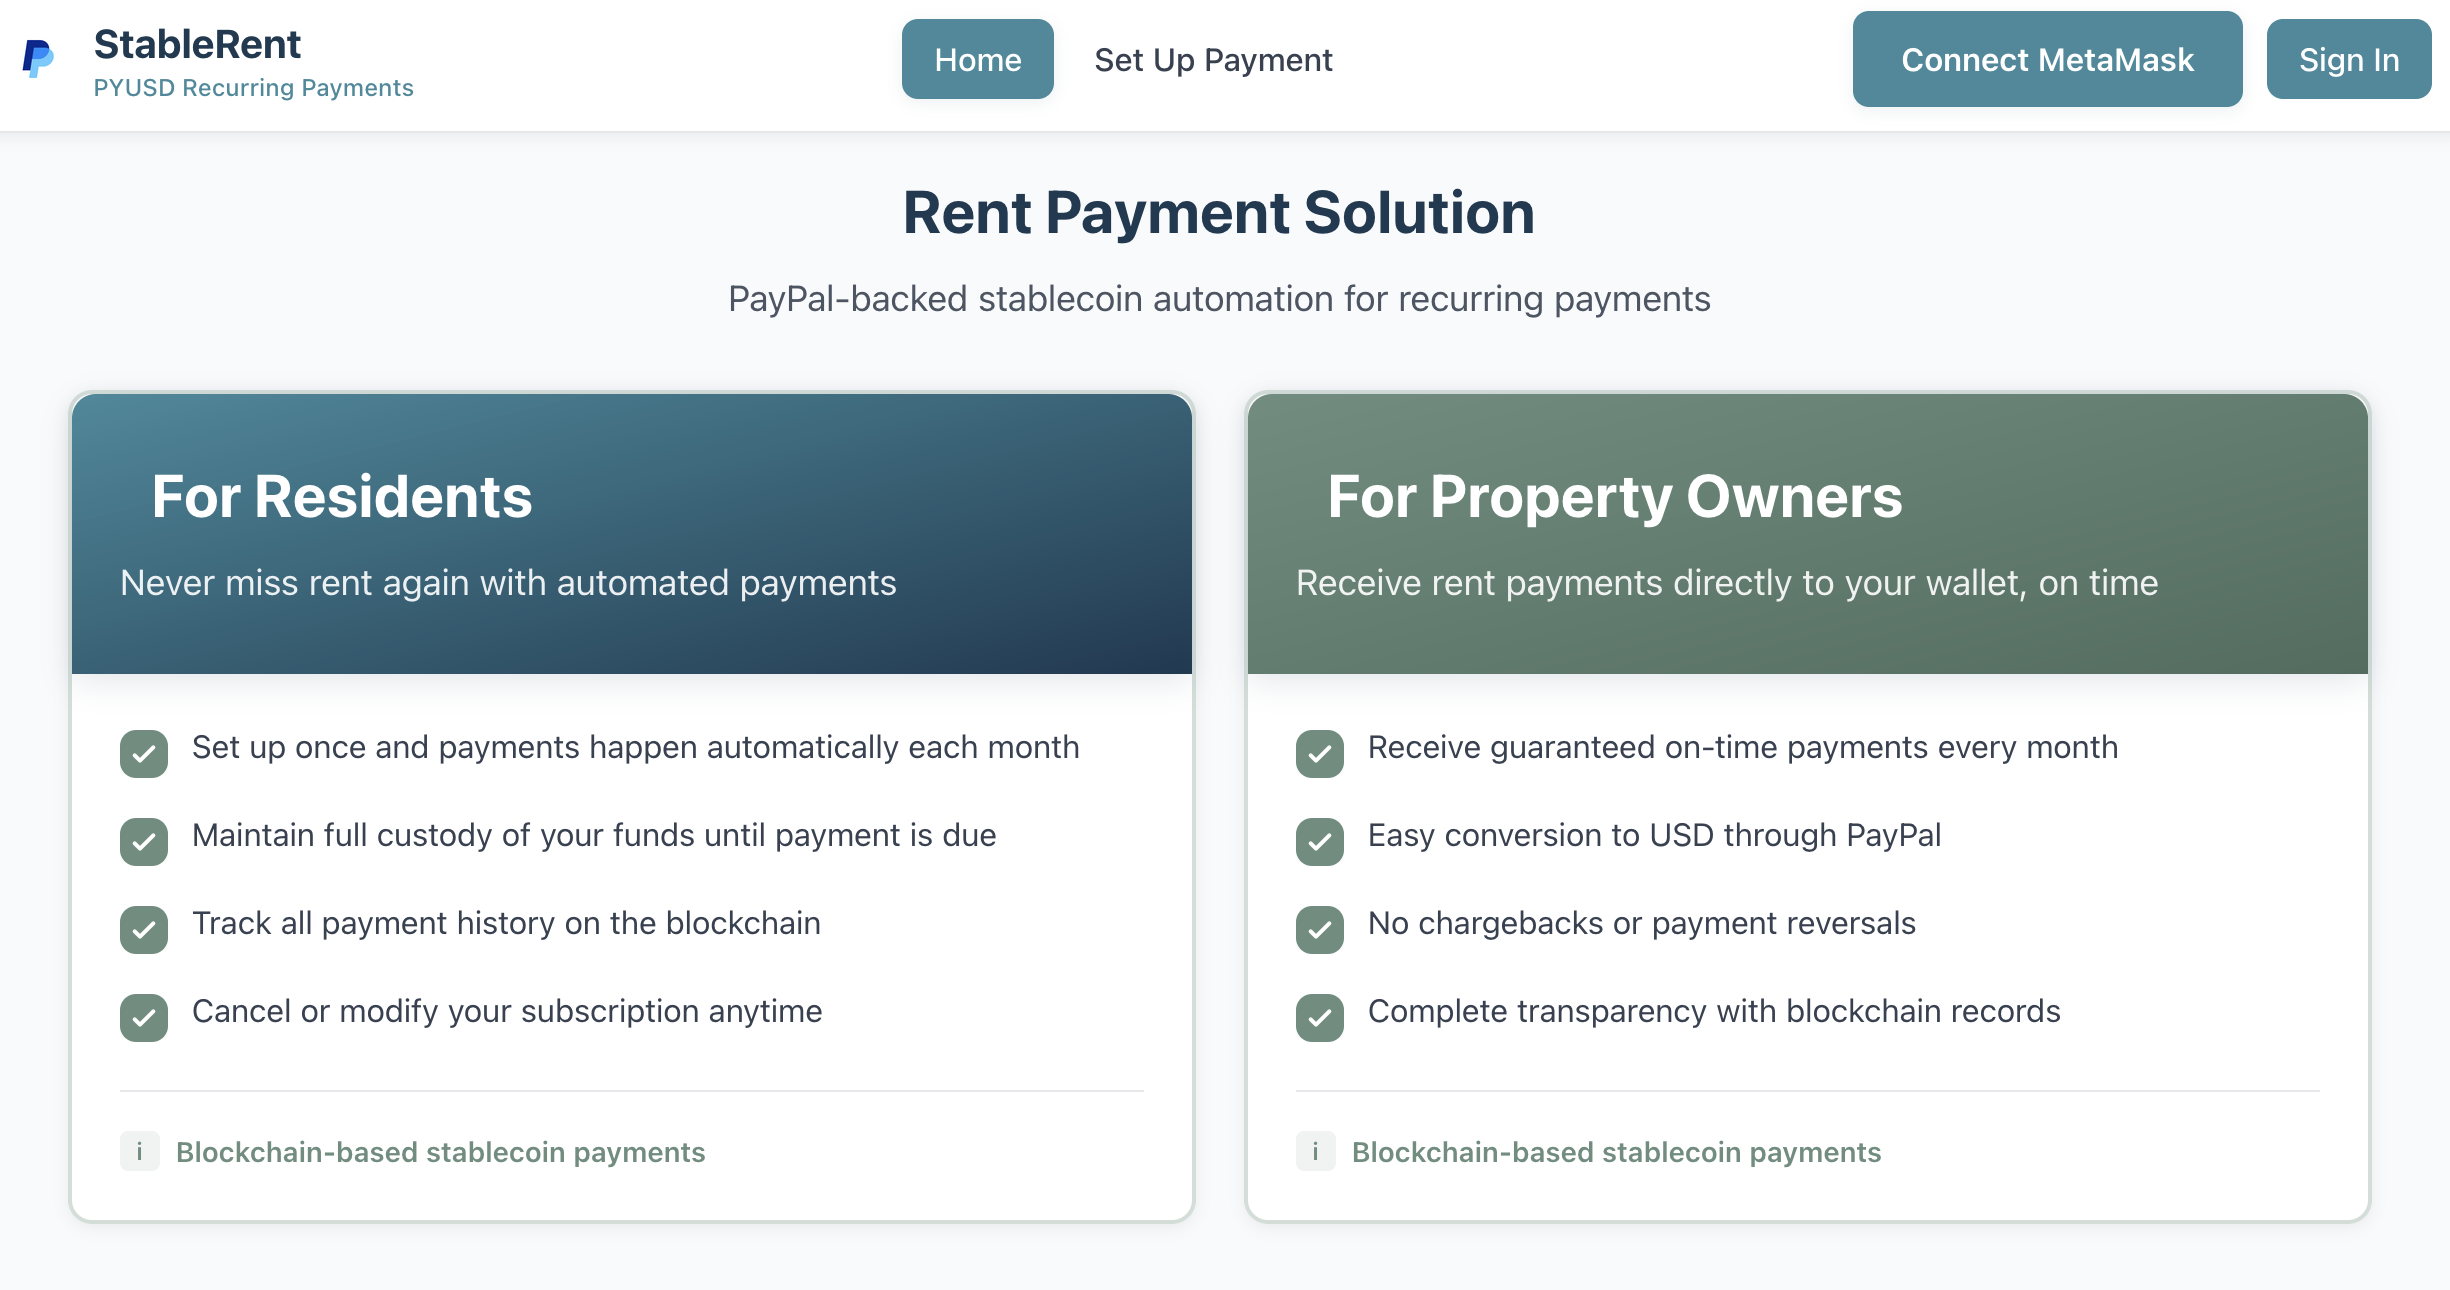 StableRent
PYUSD Recurring Payments
Home
Set Up Payment
Connect MetaMask
Sign In
Rent Payment Solution
PayPal-backed stablecoin automation for recurring payments
For Residents
Never miss rent again with automated payments
Set up once and payments happen automatically each month
Maintain full custody of your funds until payment is due
Track all payment history on the blockchain
Cancel or modify your subscription anytime
i
Blockchain-based stablecoin payments
For Property Owners
Receive rent payments directly to your wallet, on time
Receive guaranteed on-time payments every month
Easy conversion to USD through PayPal
No chargebacks or payment reversals
Complete transparency with blockchain records
i
Blockchain-based stablecoin payments